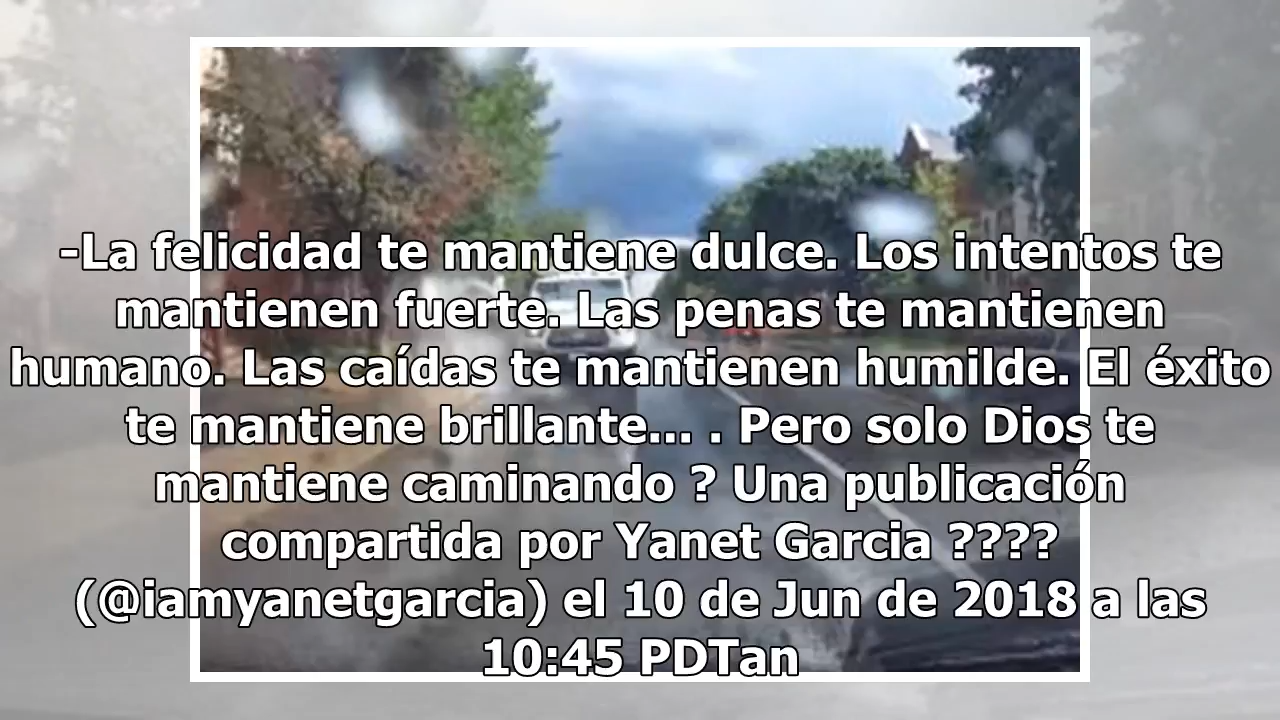 -La felicidad te mantiene dulce. Los intentos te
mantienen fuerte. Las penas te mantienen
humano. Las caídas te mantienen humilde. El éxito
te mantiene brillante... . Pero solo Dios te
mantiene caminando ? Una publicación
compartida por Yanet Garcia ????
(@iamyanetgarcia) el 10 de Jun de 2018 a las
10:45 PDTan